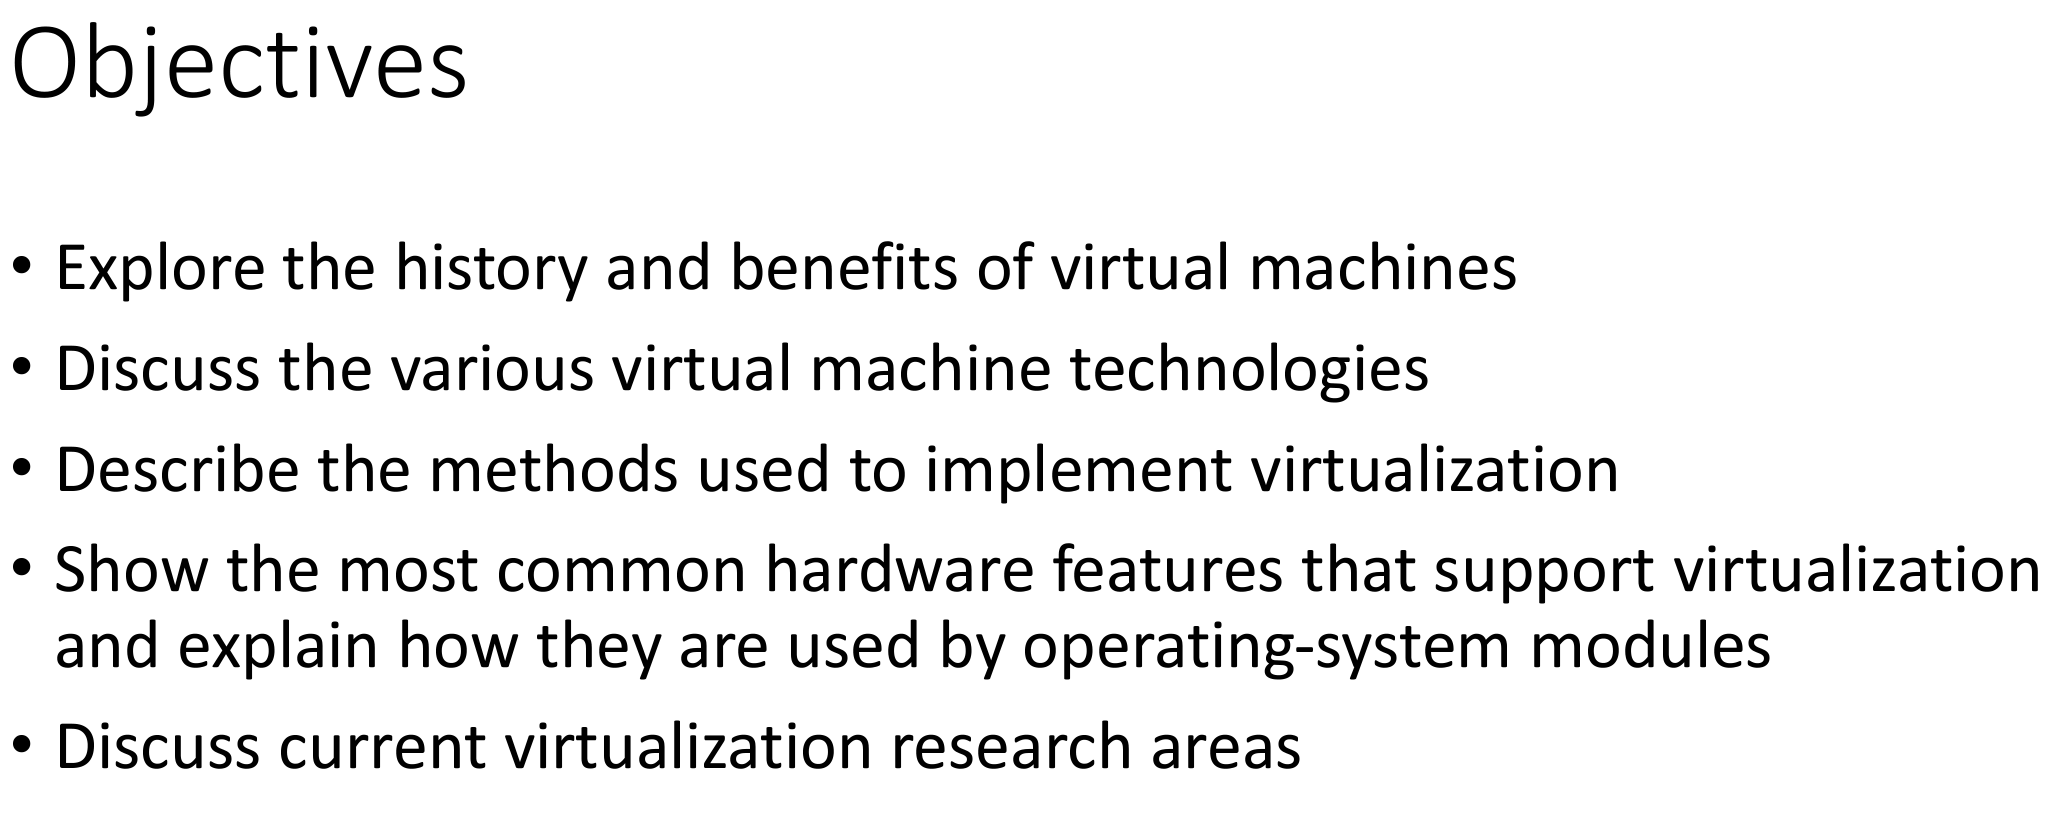 Objectives
• Explore the history and benefits of virtual machines
• Discuss the various virtual machine technologies
• Describe the methods used to implement virtualization
• Show the most common hardware features that support virtualization
and explain how they are used by operating-system modules
• Discuss current virtualization research areas